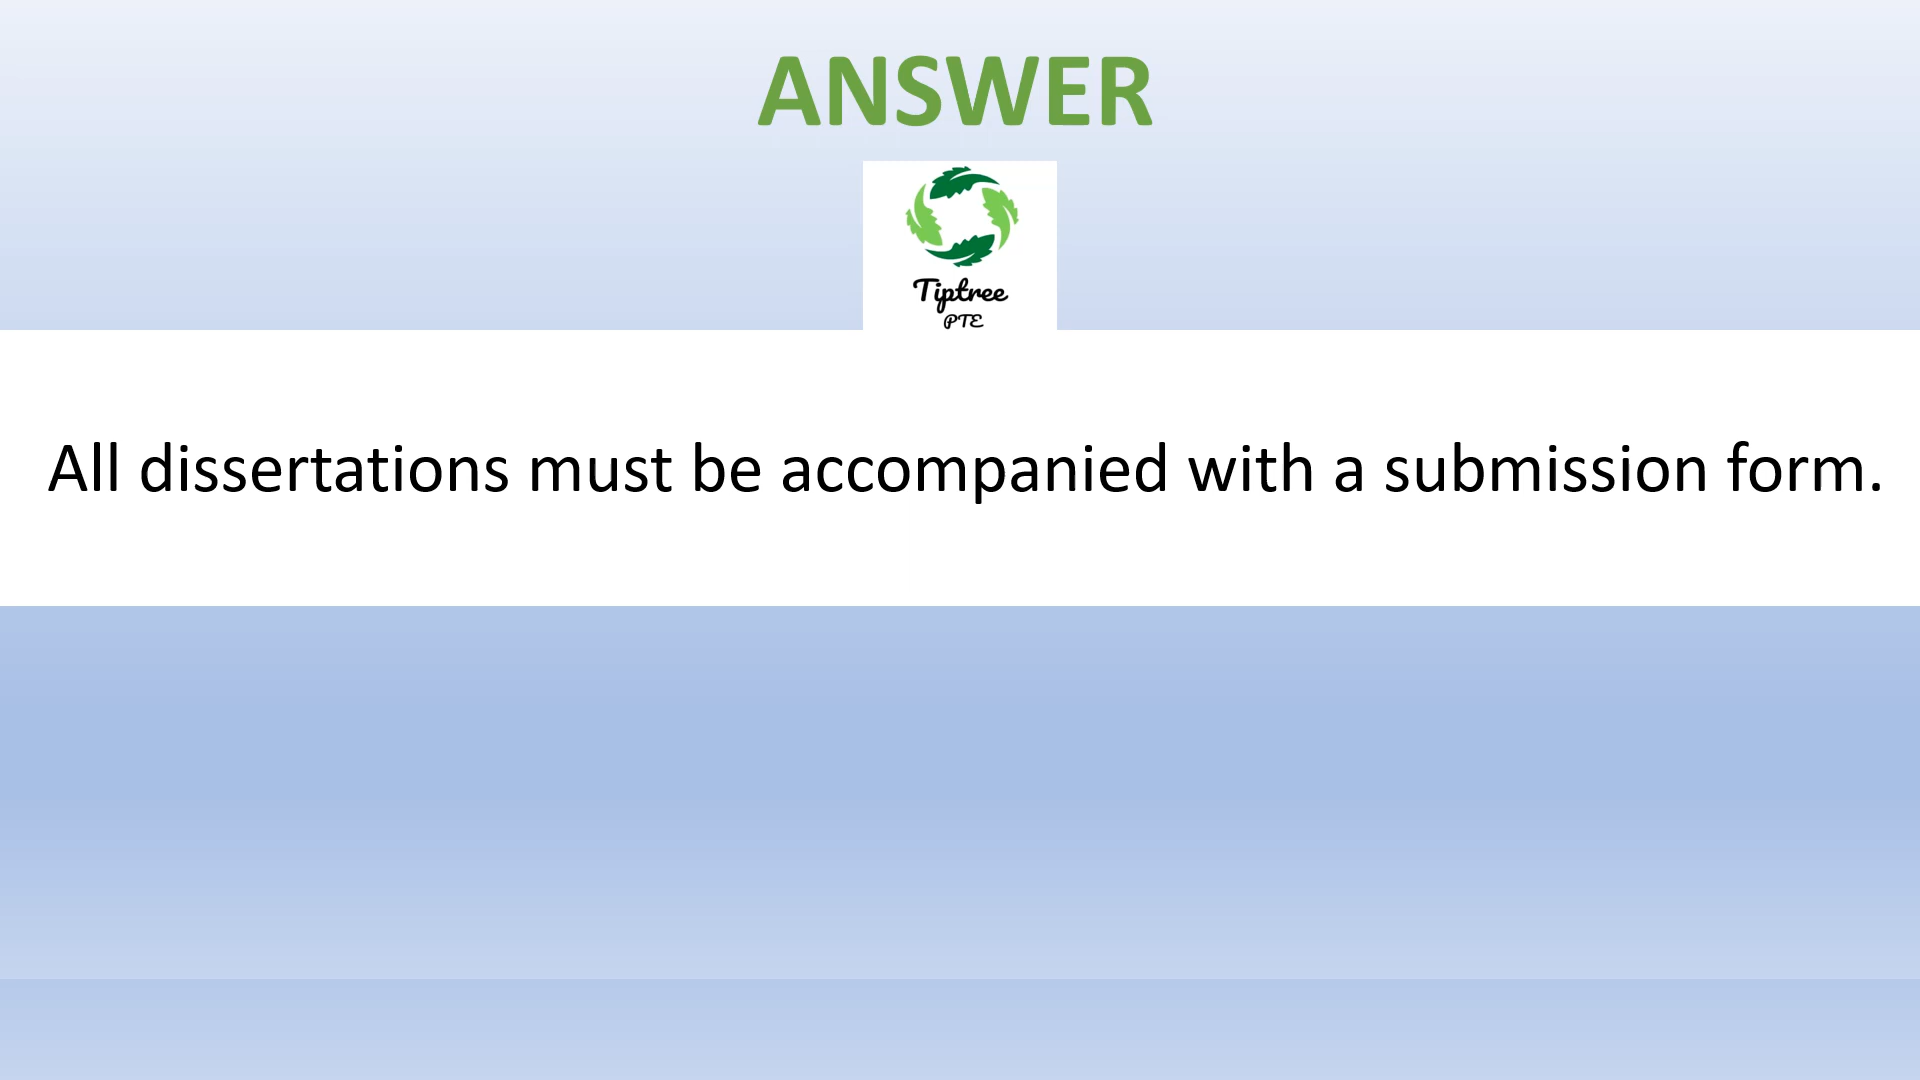 ANSWER
Tiptree
PTE
All dissertations must be accompanied with a submission form.